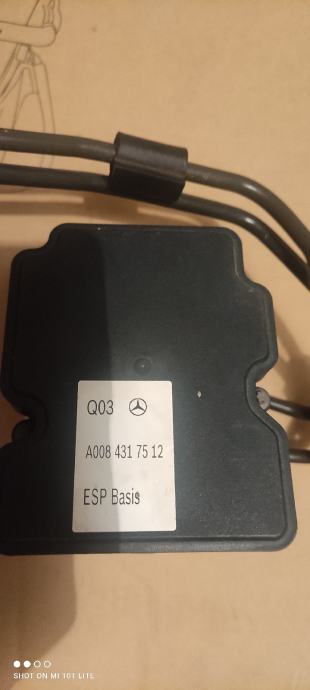 Q03
A008 431 75 12
ESP Basis
SHOT ON MI 10T LITE